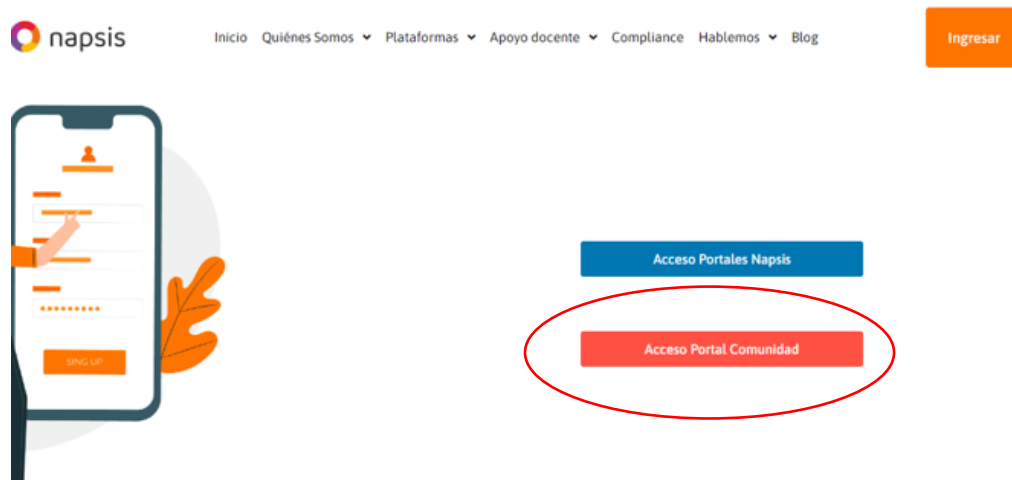 napsis
Inicio Quiénes Somos Plataformas Apoyo docente Compliance Hablemos Blog
Ingresar
Acceso Portales Napsis
Acceso Portal Comunidad
SING UP